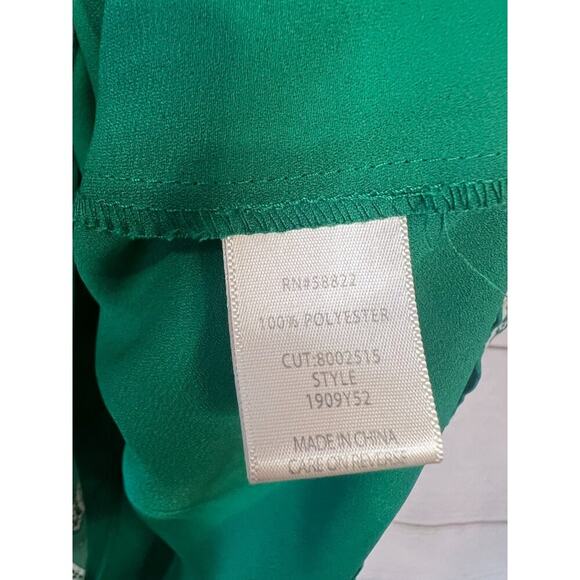 RN#58822
100% POLYESTER
CUT:8002515
STYLE
1909Y52
MADE IN CHINA
CARE ON REVERSE